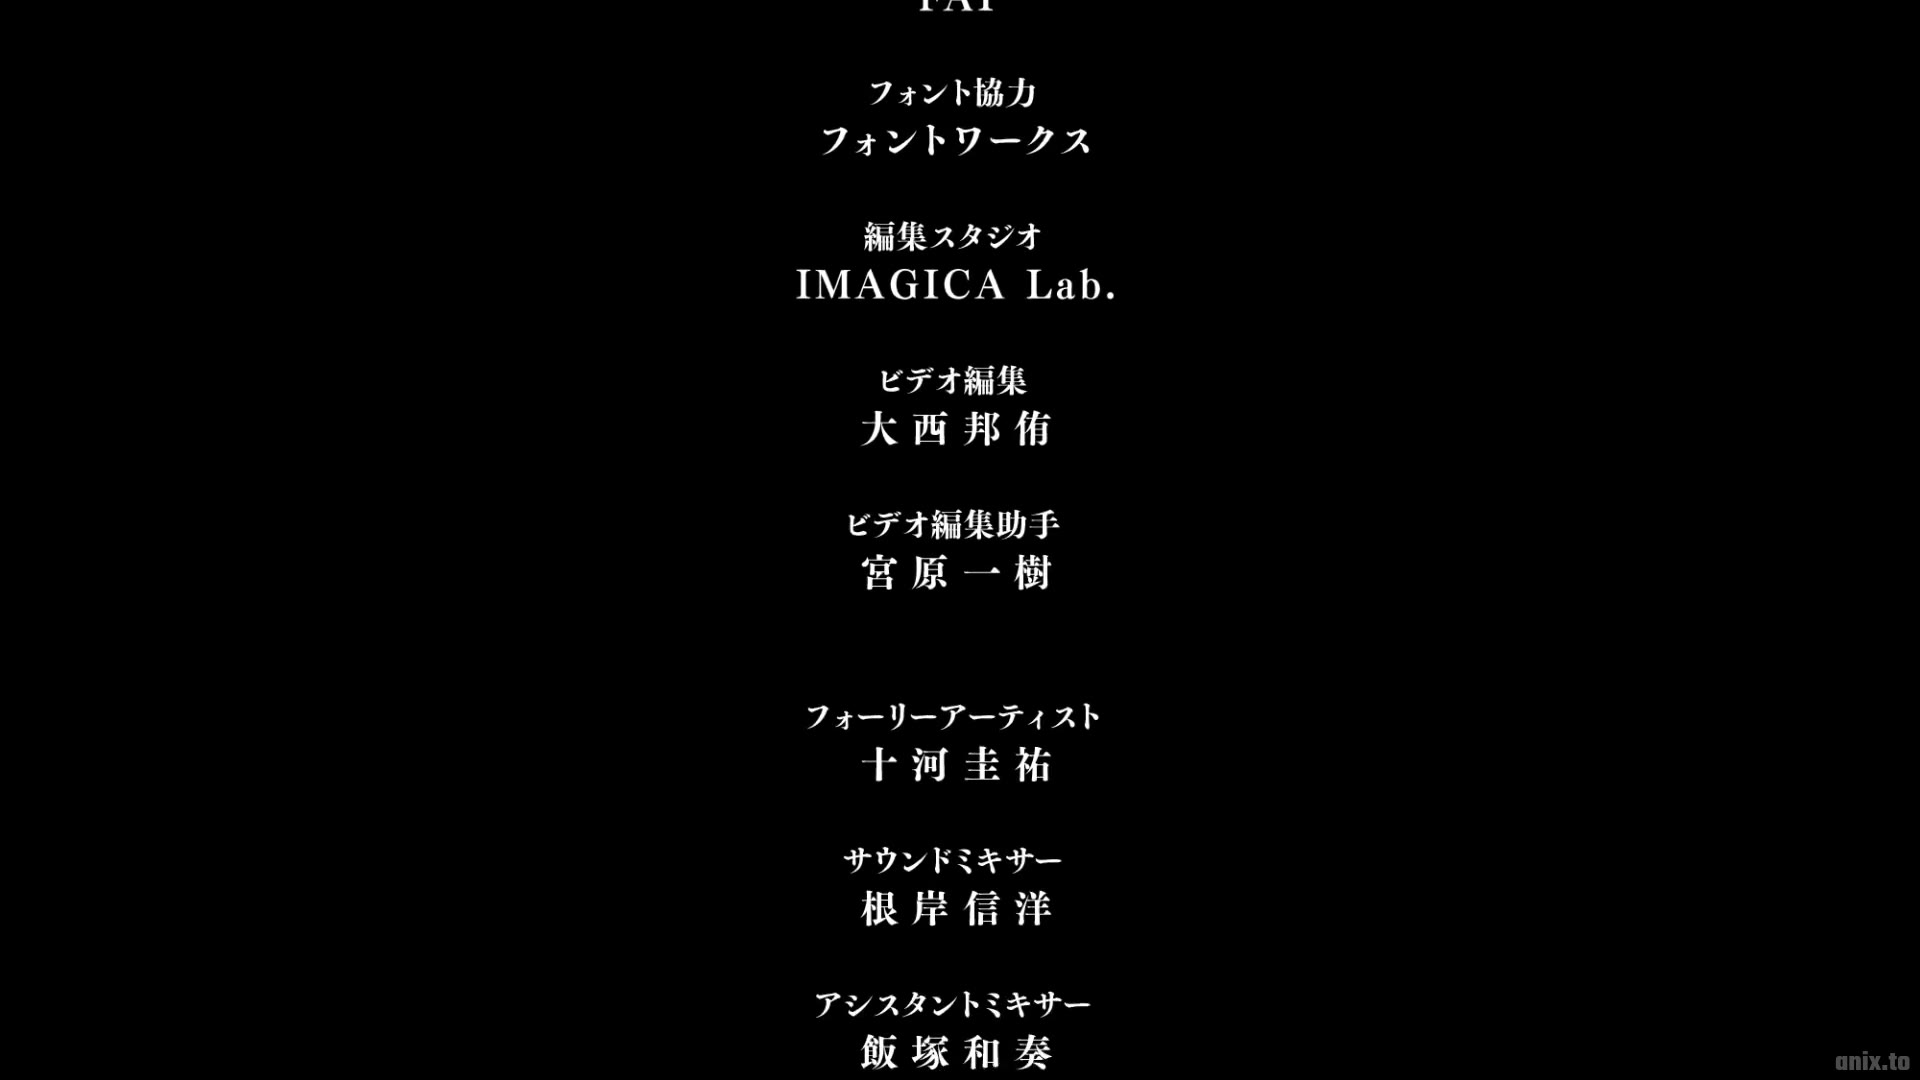 フォント協力
フォントワークス
編集スタジオ
IMAGICA Lab.
ビデオ編集
大西邦侑
ビデオ編集助手
宮原一樹
フォーリーアーティスト
十河圭祐
サウンドミキサー
根岸信洋
アシスタントミキサー
飯塚和奏
anix.to